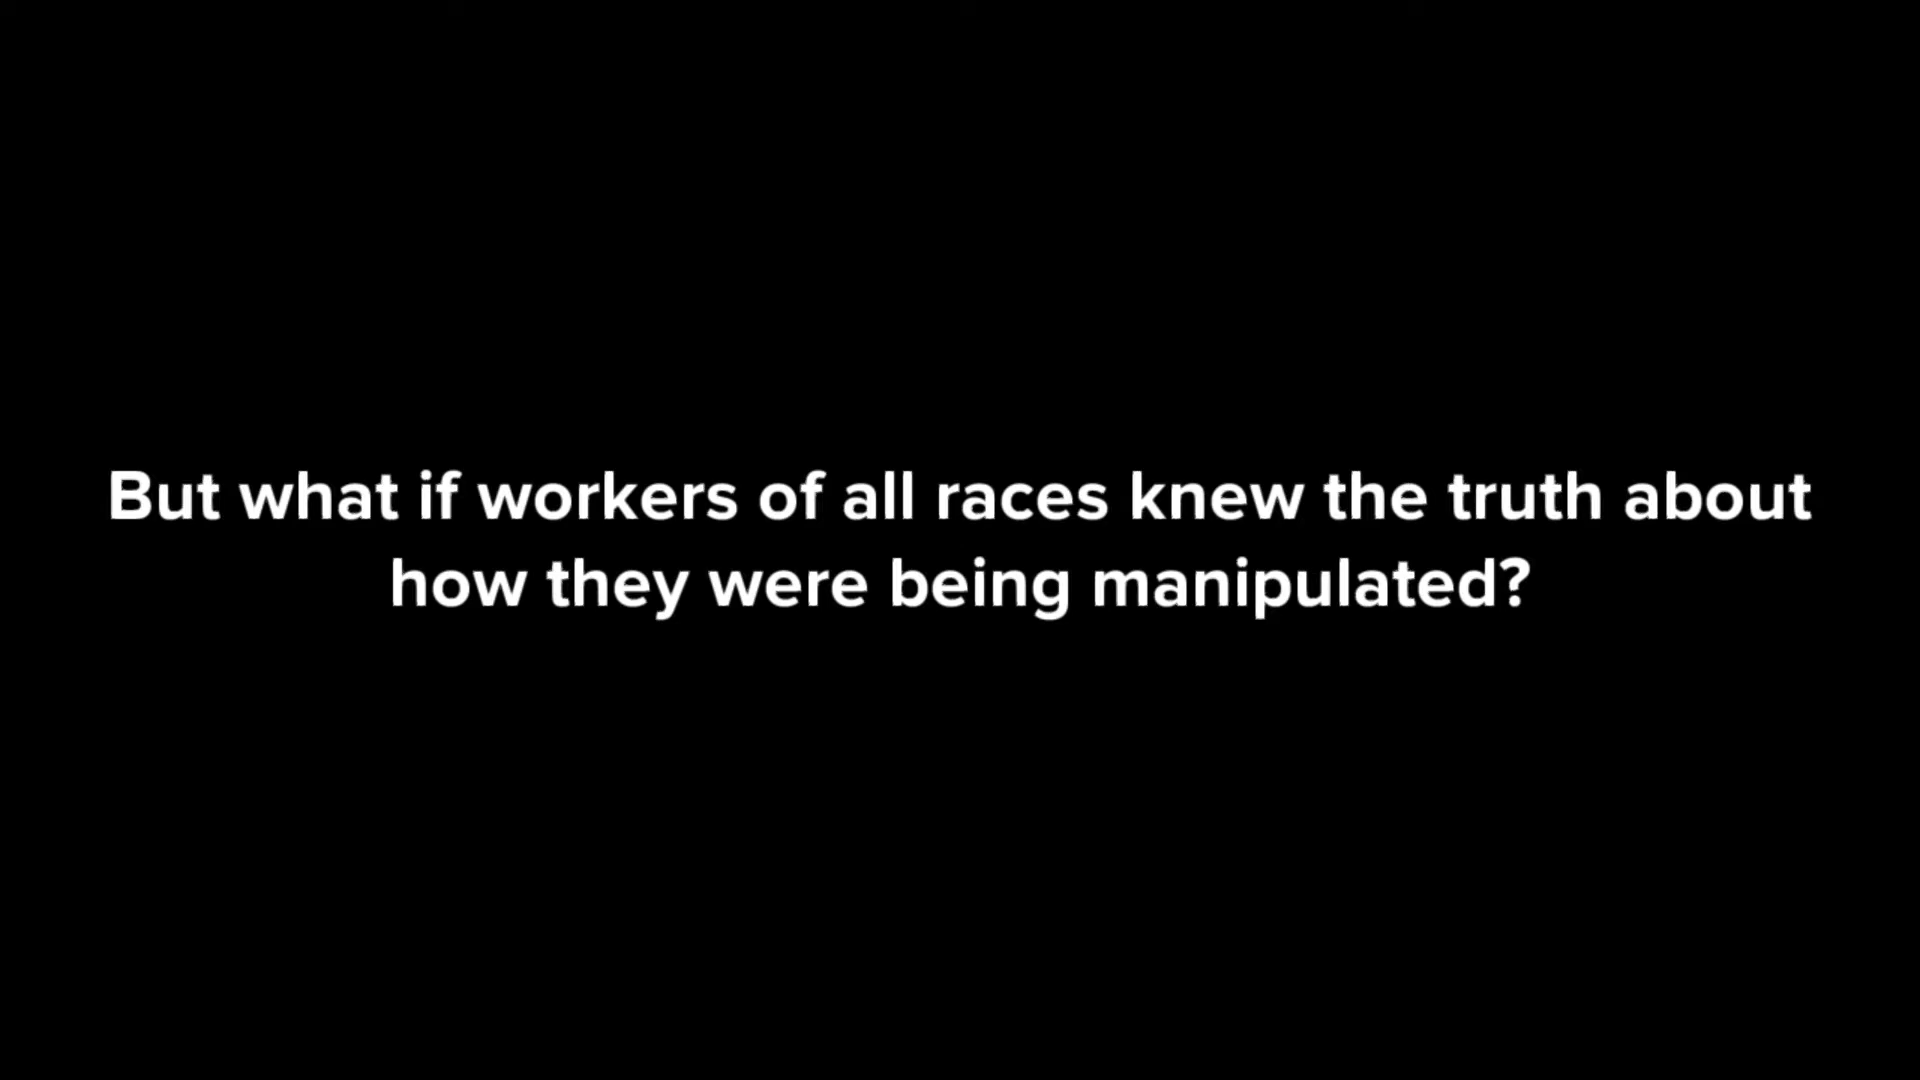 But what if workers of all races knew the truth about
how they were being manipulated?